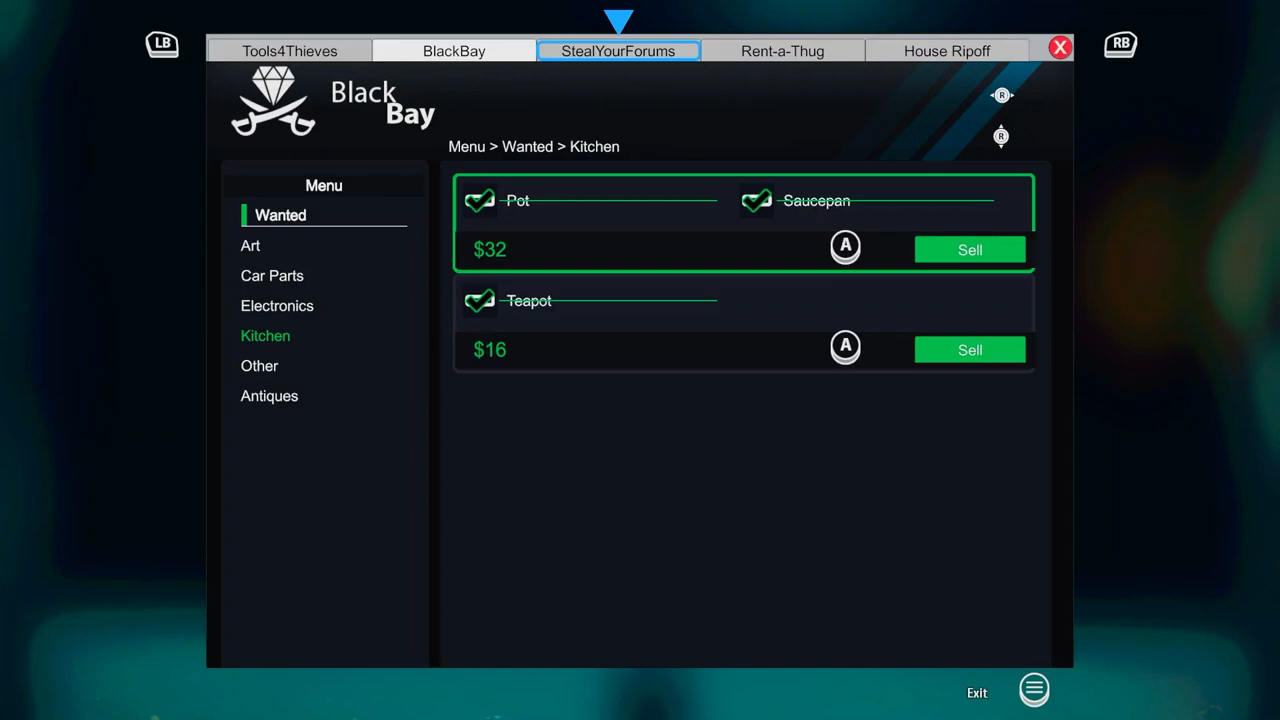 LB
RB
Tools4Thieves
BlackBay
StealYourForums
Rent-a-Thug
House Ripoff
X
Black
Bay
R
R
Menu > Wanted > Kitchen
Menu
Wanted
Art
Car Parts
Electronics
Kitchen
Other
Antiques
Pot
Saucepan
$32
A
Sell
Teapot
$16
A
Sell
Exit